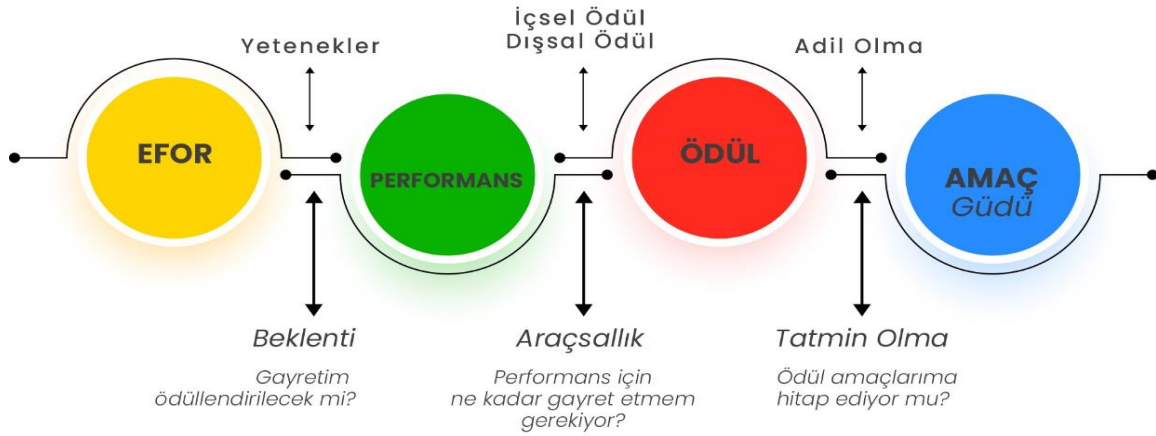 Yetenekler
İçsel Ödül
Dışsal Ödül
Adil Olma
EFOR
PERFORMANS
ÖDÜL
AMAÇ
Güdü
Beklenti
Gayretim
ödüllendirilecek mi?
Araçsallık
Performans için
ne kadar gayret etmem
gerekiyor?
Tatmin Olma
Ödül amaçlarıma
hitap ediyor mu?